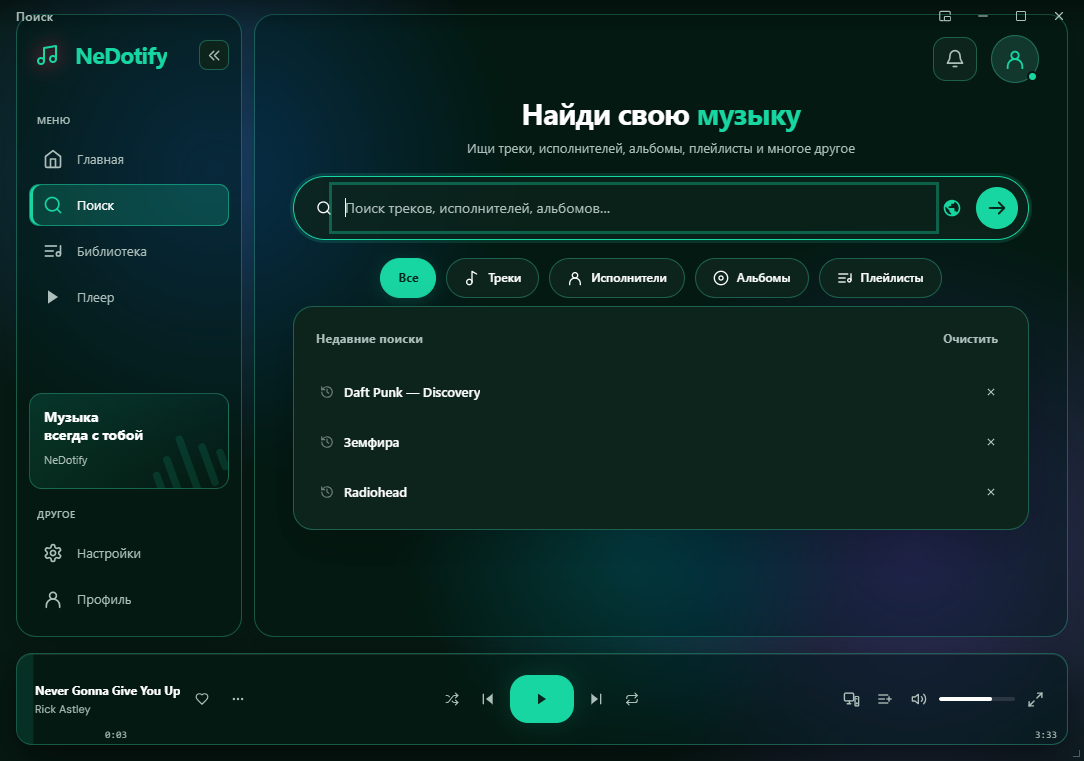 Поиск
NeDotify
МЕНЮ
Главная
Поиск
Библиотека
Плеер
Музыка
всегда с тобой
NeDotify
ДРУГОЕ
Настройки
Профиль
Найди свою музыку
Ищи треки, исполнителей, альбомы, плейлисты и многое другое
Поиск треков, исполнителей, альбомов...
Все Треки Исполнители Альбомы Плейлисты
Недавние поиски Очистить
Daft Punk — Discovery
Земфира
Radiohead
Never Gonna Give You Up
Rick Astley
0:03 3:33